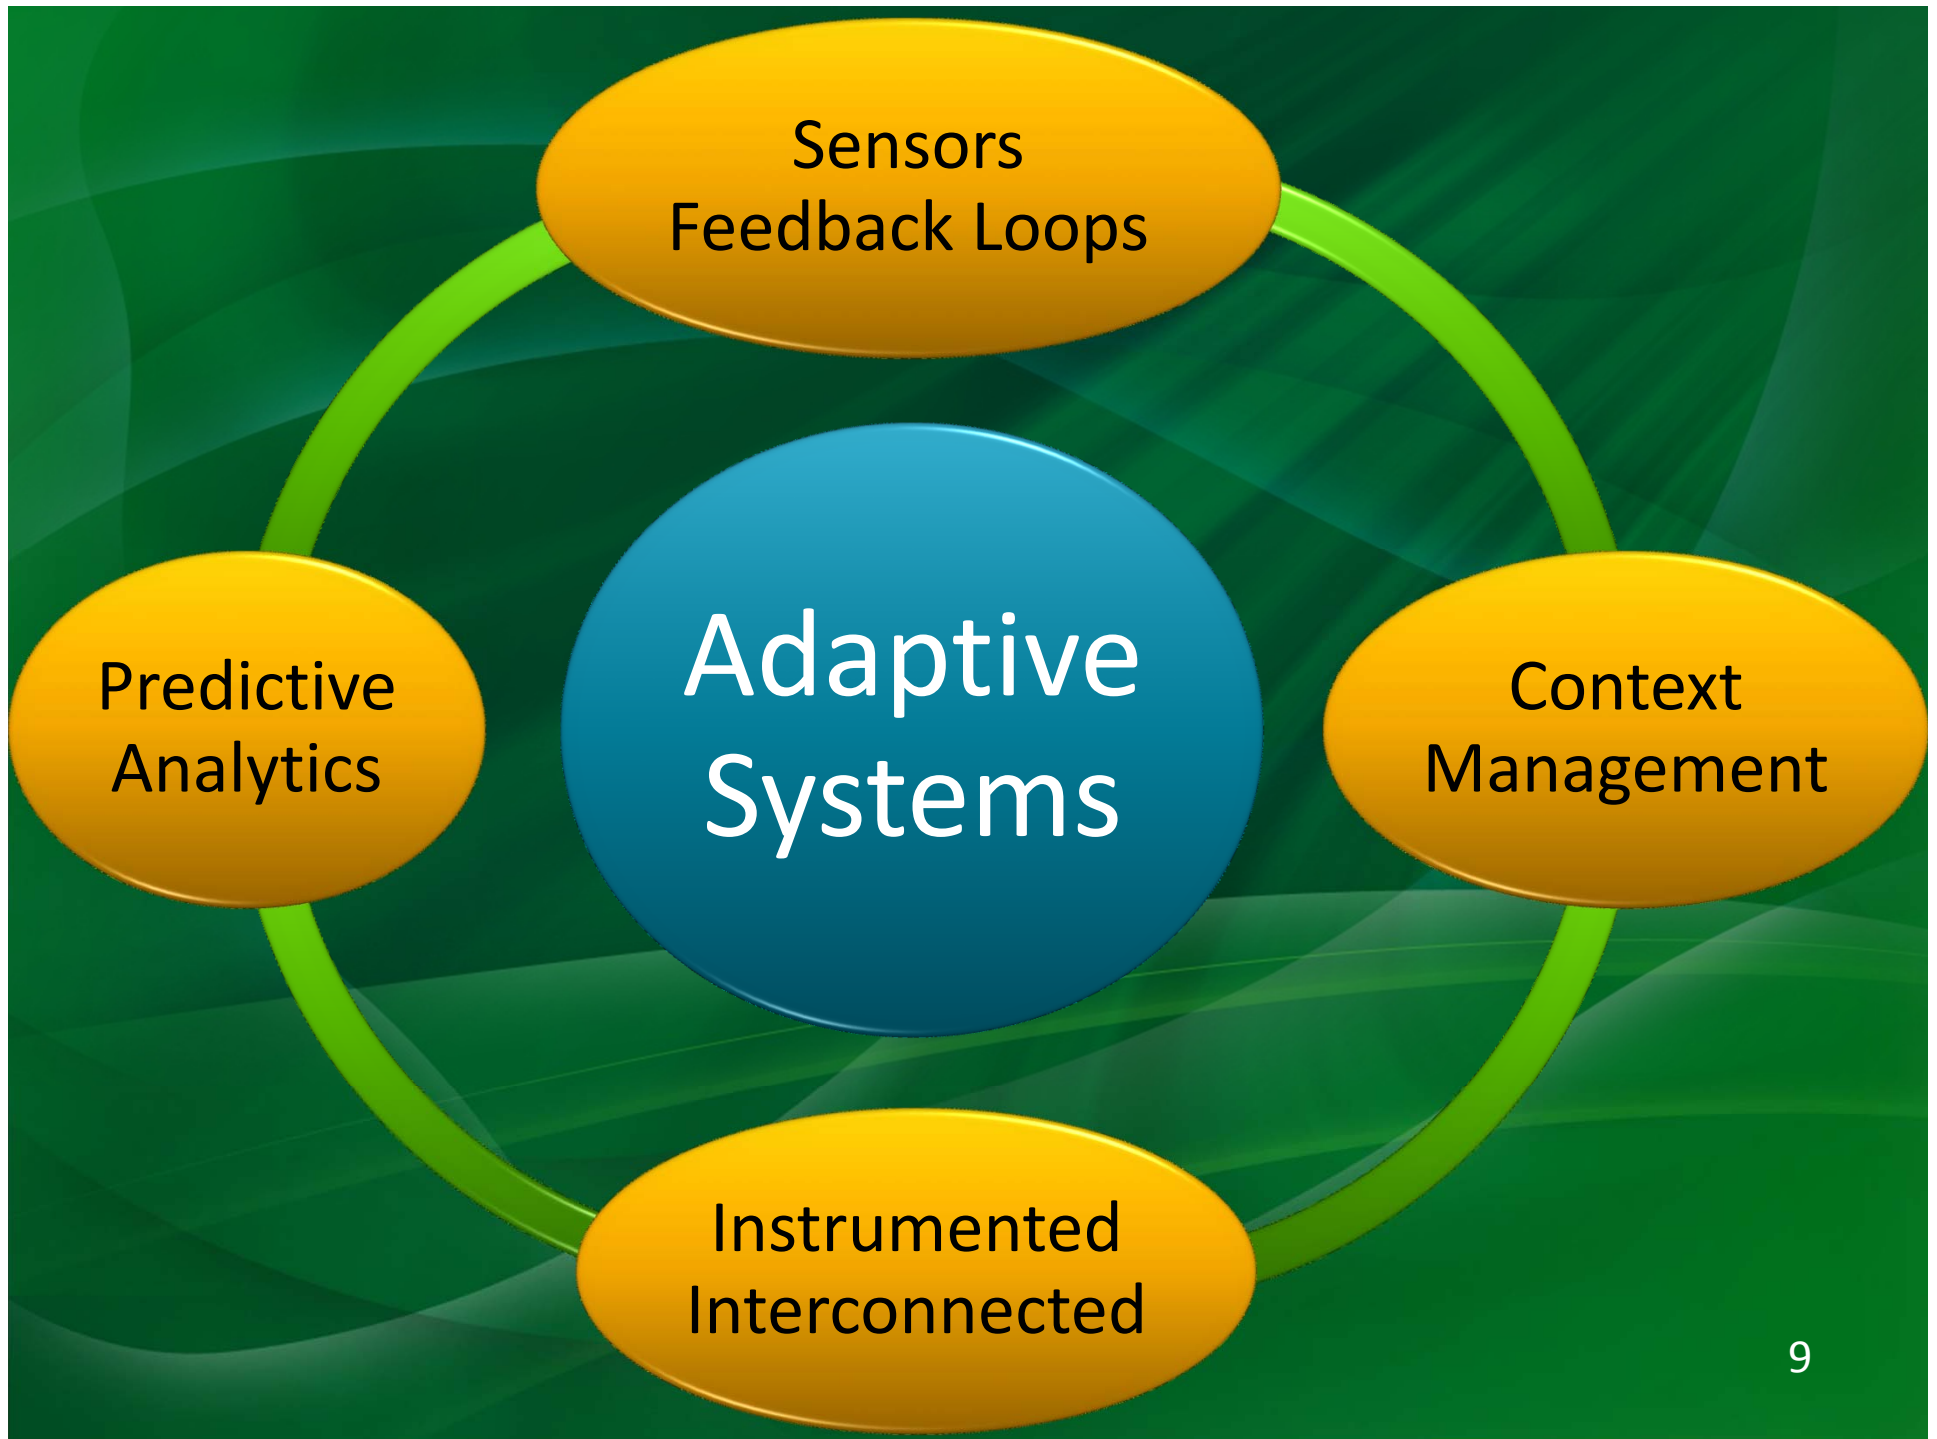 Sensors
Feedback Loops
Predictive
Analytics
Adaptive
Systems
Context
Management
Instrumented
Interconnected
9